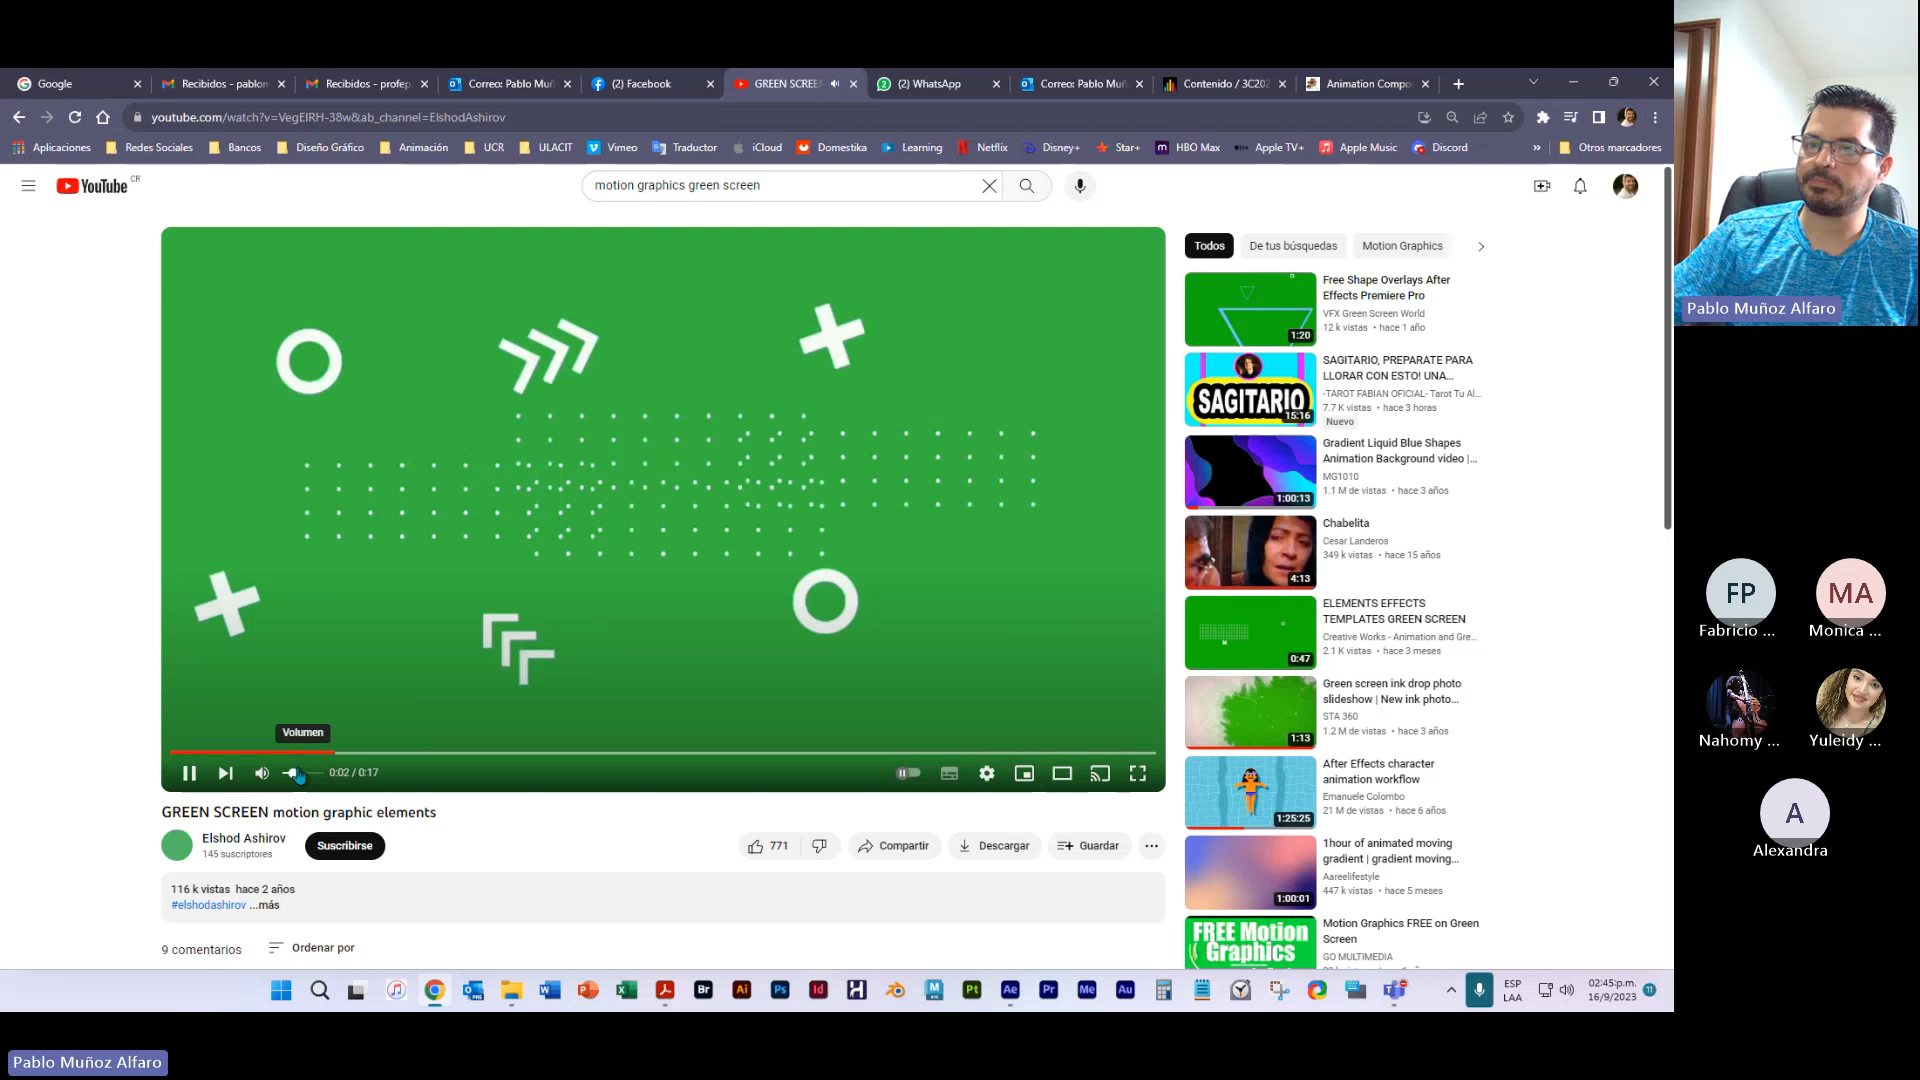 Google
Recibidos - pablon
Recibidos - profep
Correo: Pablo Muñ
(2) Facebook
GREEN SCREE
(2) WhatsApp
Correo: Pablo Muñ
Contenido / 3C202
Animation Compo
youtube.com/watch?v=VegEIRH-38w&ab_channel=ElshodAshirov
Aplicaciones
Redes Sociales
Bancos
Diseño Gráfico
Animación
UCR
ULACIT
Vimeo
Traductor
iCloud
Domestika
Learning
Netflix
Disney+
Star+
HBO Max
Apple TV+
Apple Music
Discord
»
Otros marcadores
YouTube CR
motion graphics green screen
Volumen
0:02 / 0:17
GREEN SCREEN motion graphic elements
Elshod Ashirov
145 suscriptores
Suscribirse
771
Compartir
Descargar
Guardar
116 k vistas hace 2 años
#elshodashirov ...más
9 comentarios
Ordenar por
Todos
De tus búsquedas
Motion Graphics
1:20
Free Shape Overlays After
Effects Premiere Pro
VFX Green Screen World
12 k vistas • hace 1 año
SAGITARIO
15:16
SAGITARIO, PREPARATE PARA
LLORAR CON ESTO! UNA...
-TAROT FABIAN OFICIAL- Tarot Tu Al...
7.7 K vistas • hace 3 horas
Nuevo
1:00:13
Gradient Liquid Blue Shapes
Animation Background video |...
MG1010
1.1 M de vistas • hace 3 años
4:13
Chabelita
Cesar Landeros
349 k vistas • hace 15 años
0:47
ELEMENTS EFFECTS
TEMPLATES GREEN SCREEN
Creative Works - Animation and Gre...
2.1 K vistas • hace 3 meses
1:13
Green screen ink drop photo
slideshow | New ink photo...
STA 360
1.2 M de vistas • hace 3 años
1:25:25
After Effects character
animation workflow
Emanuele Colombo
21 M de vistas • hace 6 años
1:00:01
1hour of animated moving
gradient | gradient moving...
Aareelifestyle
447 k vistas • hace 5 meses
FREE Motion
Graphics
Motion Graphics FREE on Green
Screen
GO MULTIMEDIA
Br
Ai
Ps
Id
Pt
Ae
Pr
Me
Au
ESP
LAA
02:45p.m.
16/9/2023
11
Pablo Muñoz Alfaro
FP
Fabricio ...
MA
Monica ...
Nahomy ...
Yuleidy ...
A
Alexandra
Pablo Muñoz Alfaro